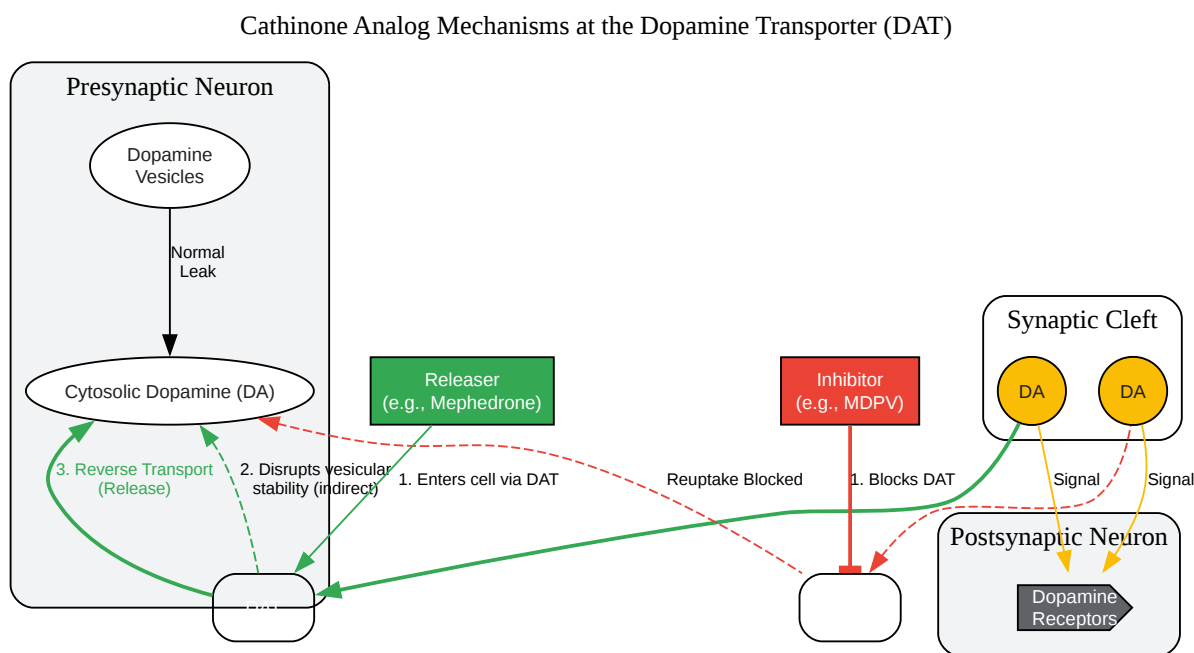 Cathinone Analog Mechanisms at the Dopamine Transporter (DAT)
Presynaptic Neuron
Dopamine
Vesicles
Normal
Leak
Cytosolic Dopamine (DA)
Releaser
(e.g., Mephedrone)
Inhibitor
(e.g., MDPV)
Synaptic Cleft
DA
DA
3. Reverse Transport
(Release)
2. Disrupts vesicular
stability (indirect)
1. Enters cell via DAT
Reuptake Blocked
1. Blocks DAT
Signal
Signal
Postsynaptic Neuron
Dopamine
Receptors
DAT